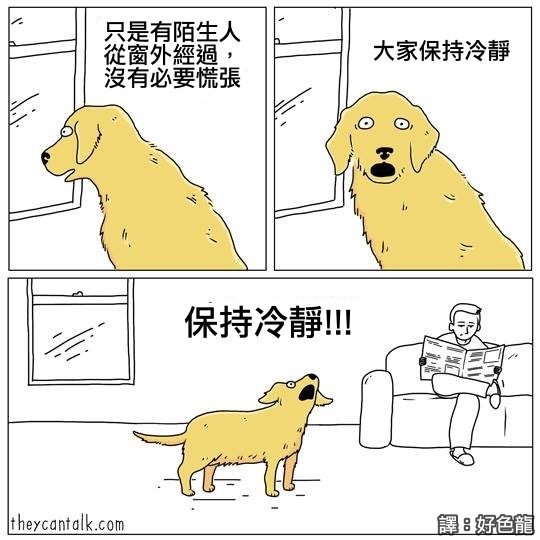 只是有陌生人
從窗外經過，
沒有必要慌張
大家保持冷靜
保持冷靜!!!
theycantalk.com
譯：好色龍